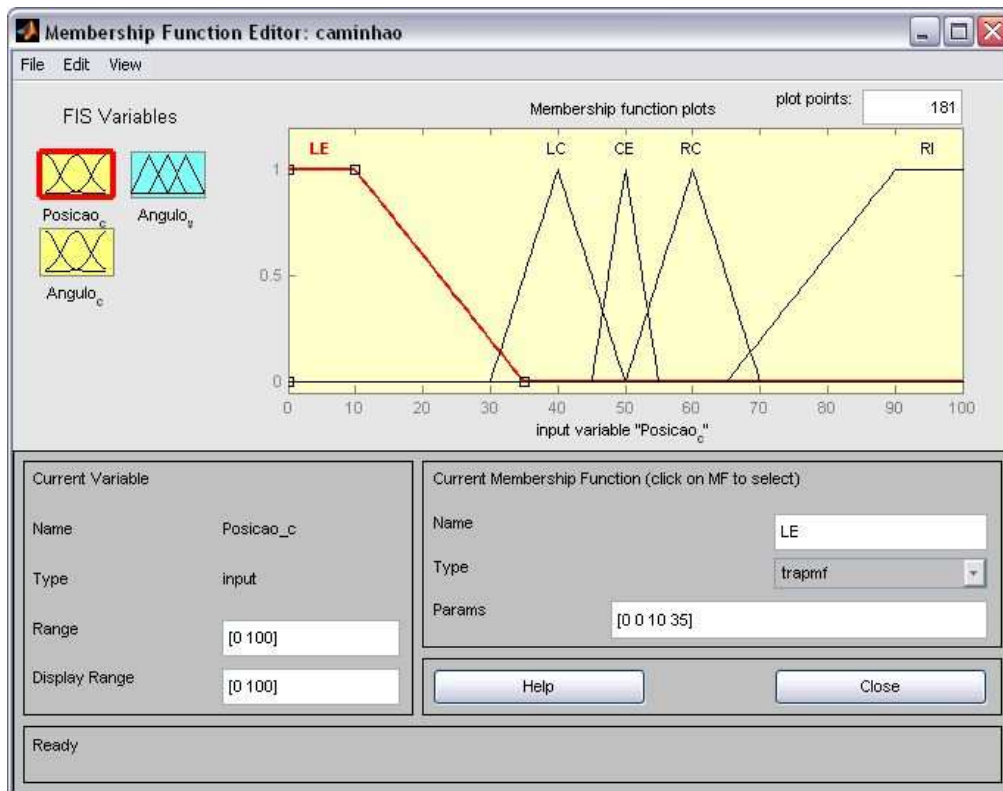 Membership Function Editor: caminhao
File Edit View
FIS Variables
Posicao_c
Angulo_v
Angulo_c
Membership function plots
plot points: 181
LE LC CE RC RI
1
0.5
0
0 10 20 30 40 50 60 70 80 90 100
input variable "Posicao_c"
Current Variable
Name Posicao_c
Type input
Range [0 100]
Display Range [0 100]
Current Membership Function (click on MF to select)
Name LE
Type trapmf
Params [0 0 10 35]
Help Close
Ready